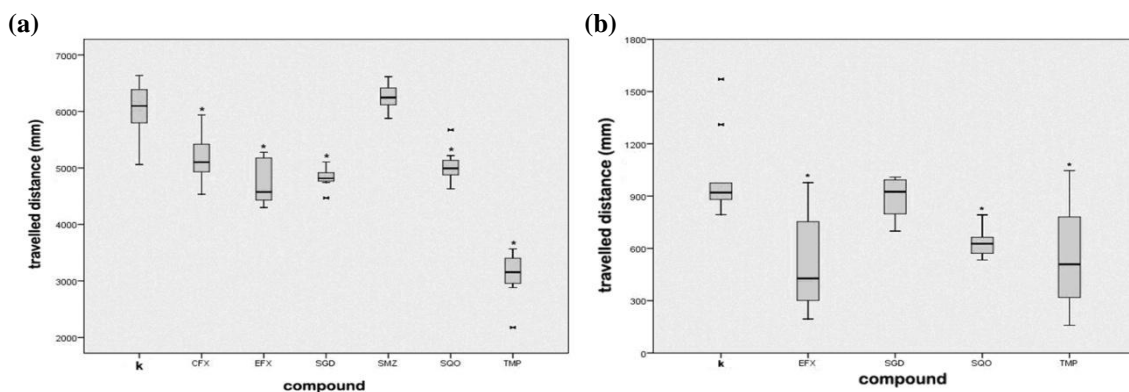 (a)
7000
6000
5000
4000
3000
2000
travelled distance (mm)
* * * * *
k CFX EFX SGD SMZ SQO TMP
compound
(b)
1800
1500
1200
900
600
300
0
travelled distance (mm)
* * *
k EFX SGD SQO TMP
compound